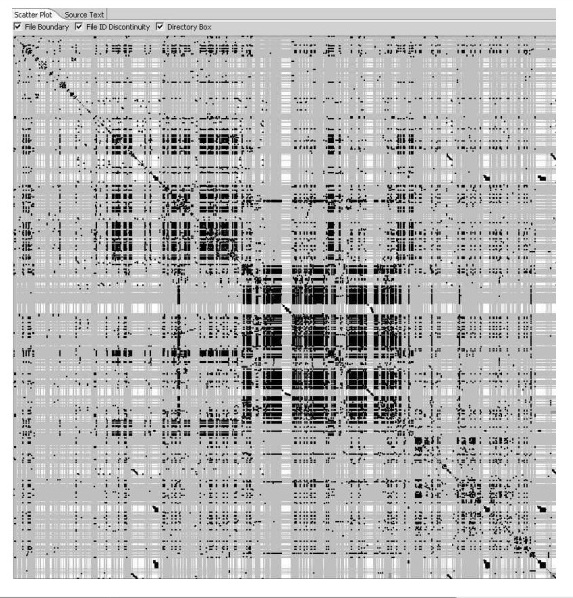 Scatter Plot Source Text
File Boundary File ID Discontinuity Directory Box